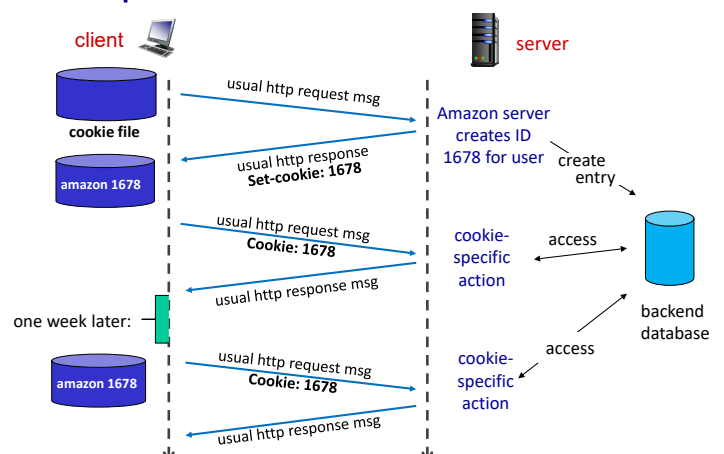 client
server
usual http request msg
cookie file
Amazon server
creates ID
1678 for user
usual http response
Set-cookie: 1678
create
entry
amazon 1678
usual http request msg
Cookie: 1678
cookie-
specific
action
access
usual http response msg
backend
database
one week later:
access
usual http request msg
Cookie: 1678
amazon 1678
cookie-
specific
action
usual http response msg